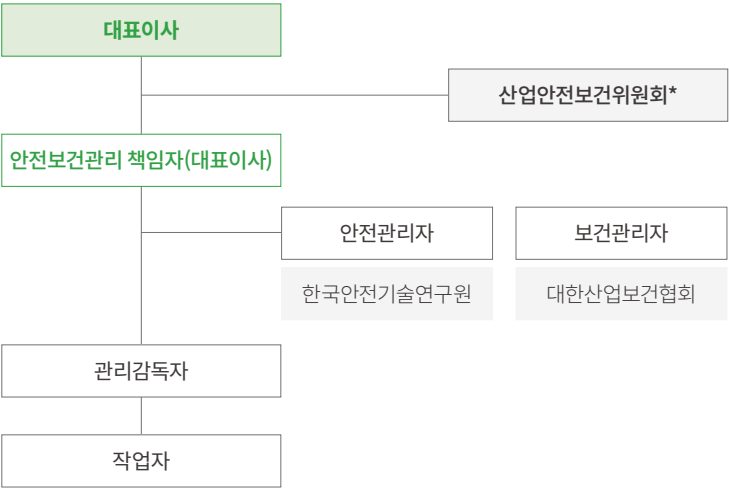 대표이사
산업안전보건위원회*
안전보건관리 책임자(대표이사)
안전관리자
보건관리자
한국안전기술연구원
대한산업보건협회
관리감독자
작업자